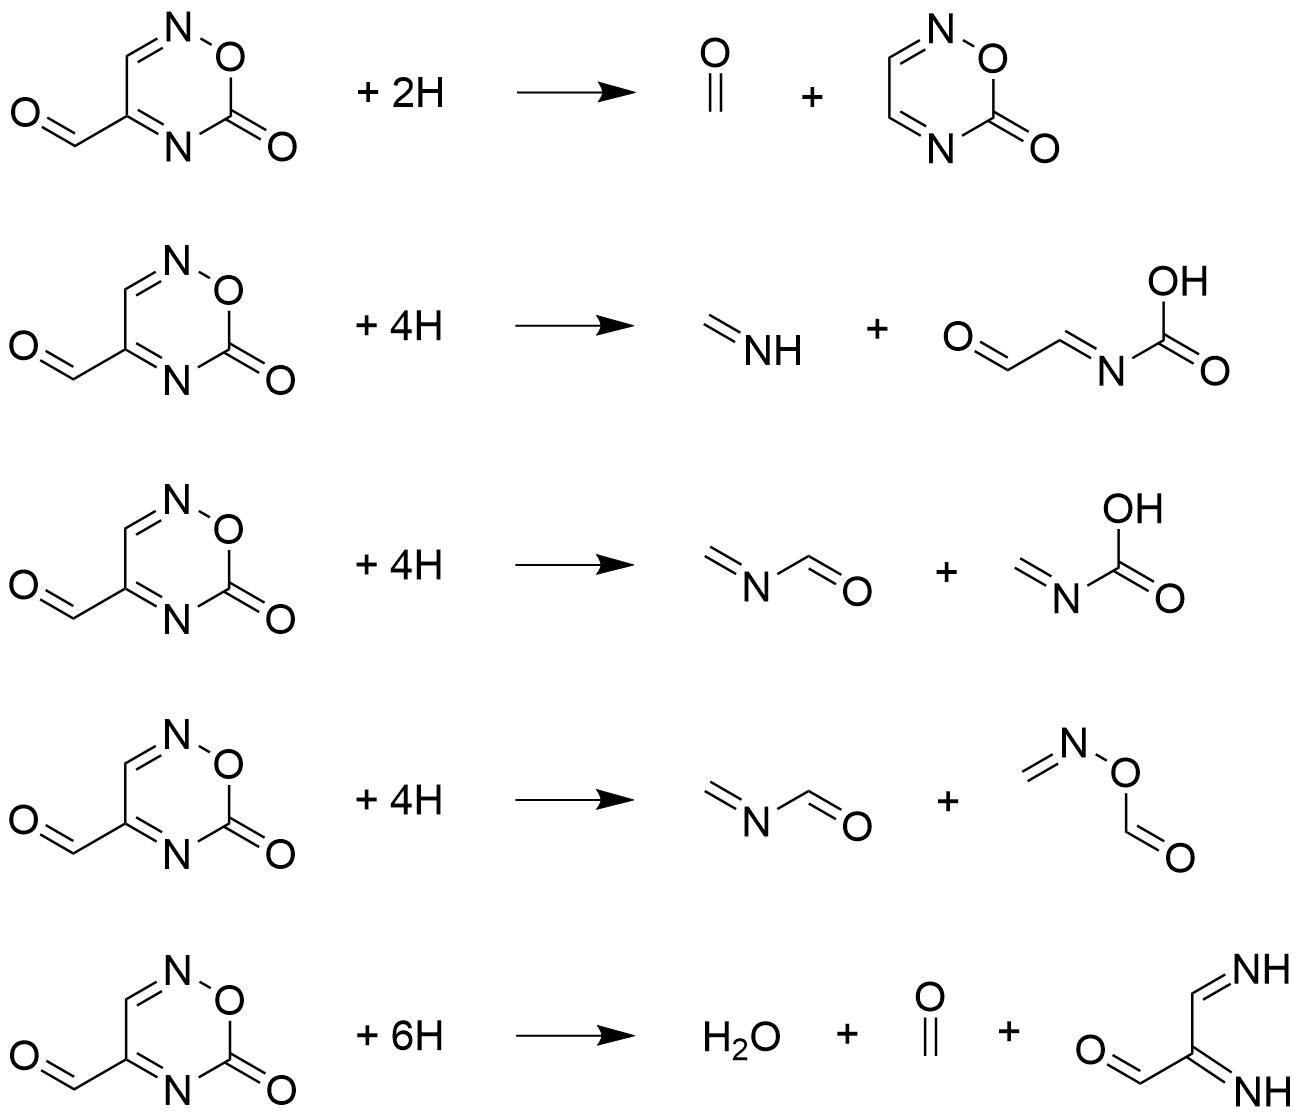 N N
O O O
O + 2H +
N O N O
N OH
O
+ 4H +
O NH O
N O N O
N OH
O
O + 4H +
N O N O N O
N N
O O
O + 4H + 
N O N O O
N NH
O O
+ 6H H₂O + +
O O
N O NH